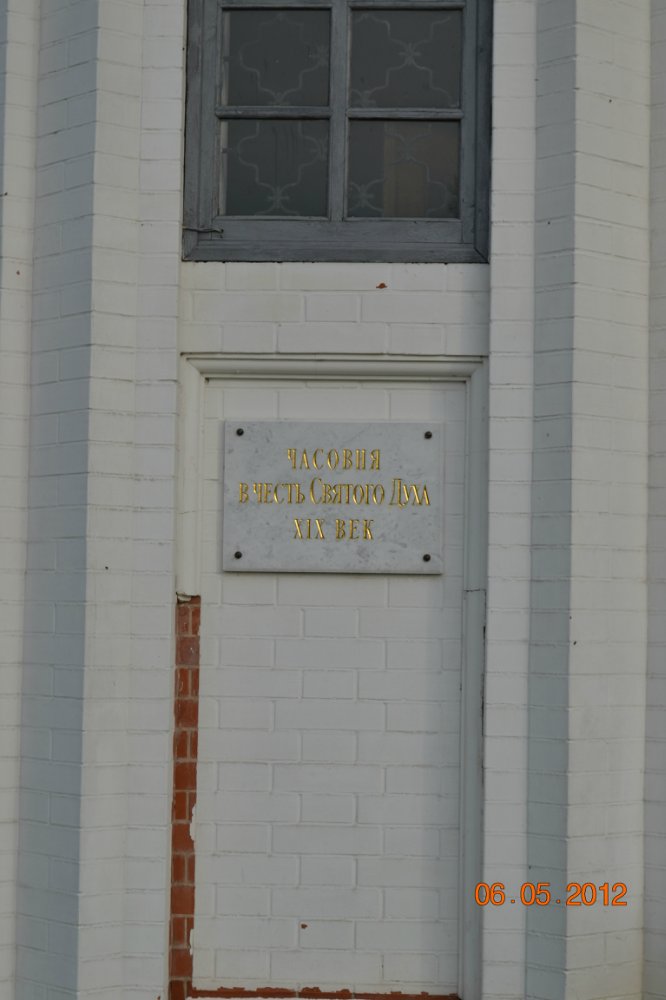 ЧАСОВНЯ
В ЧЕСТЬ СВЯТОГО ДУХА
XIX ВЕК
06.05.2012